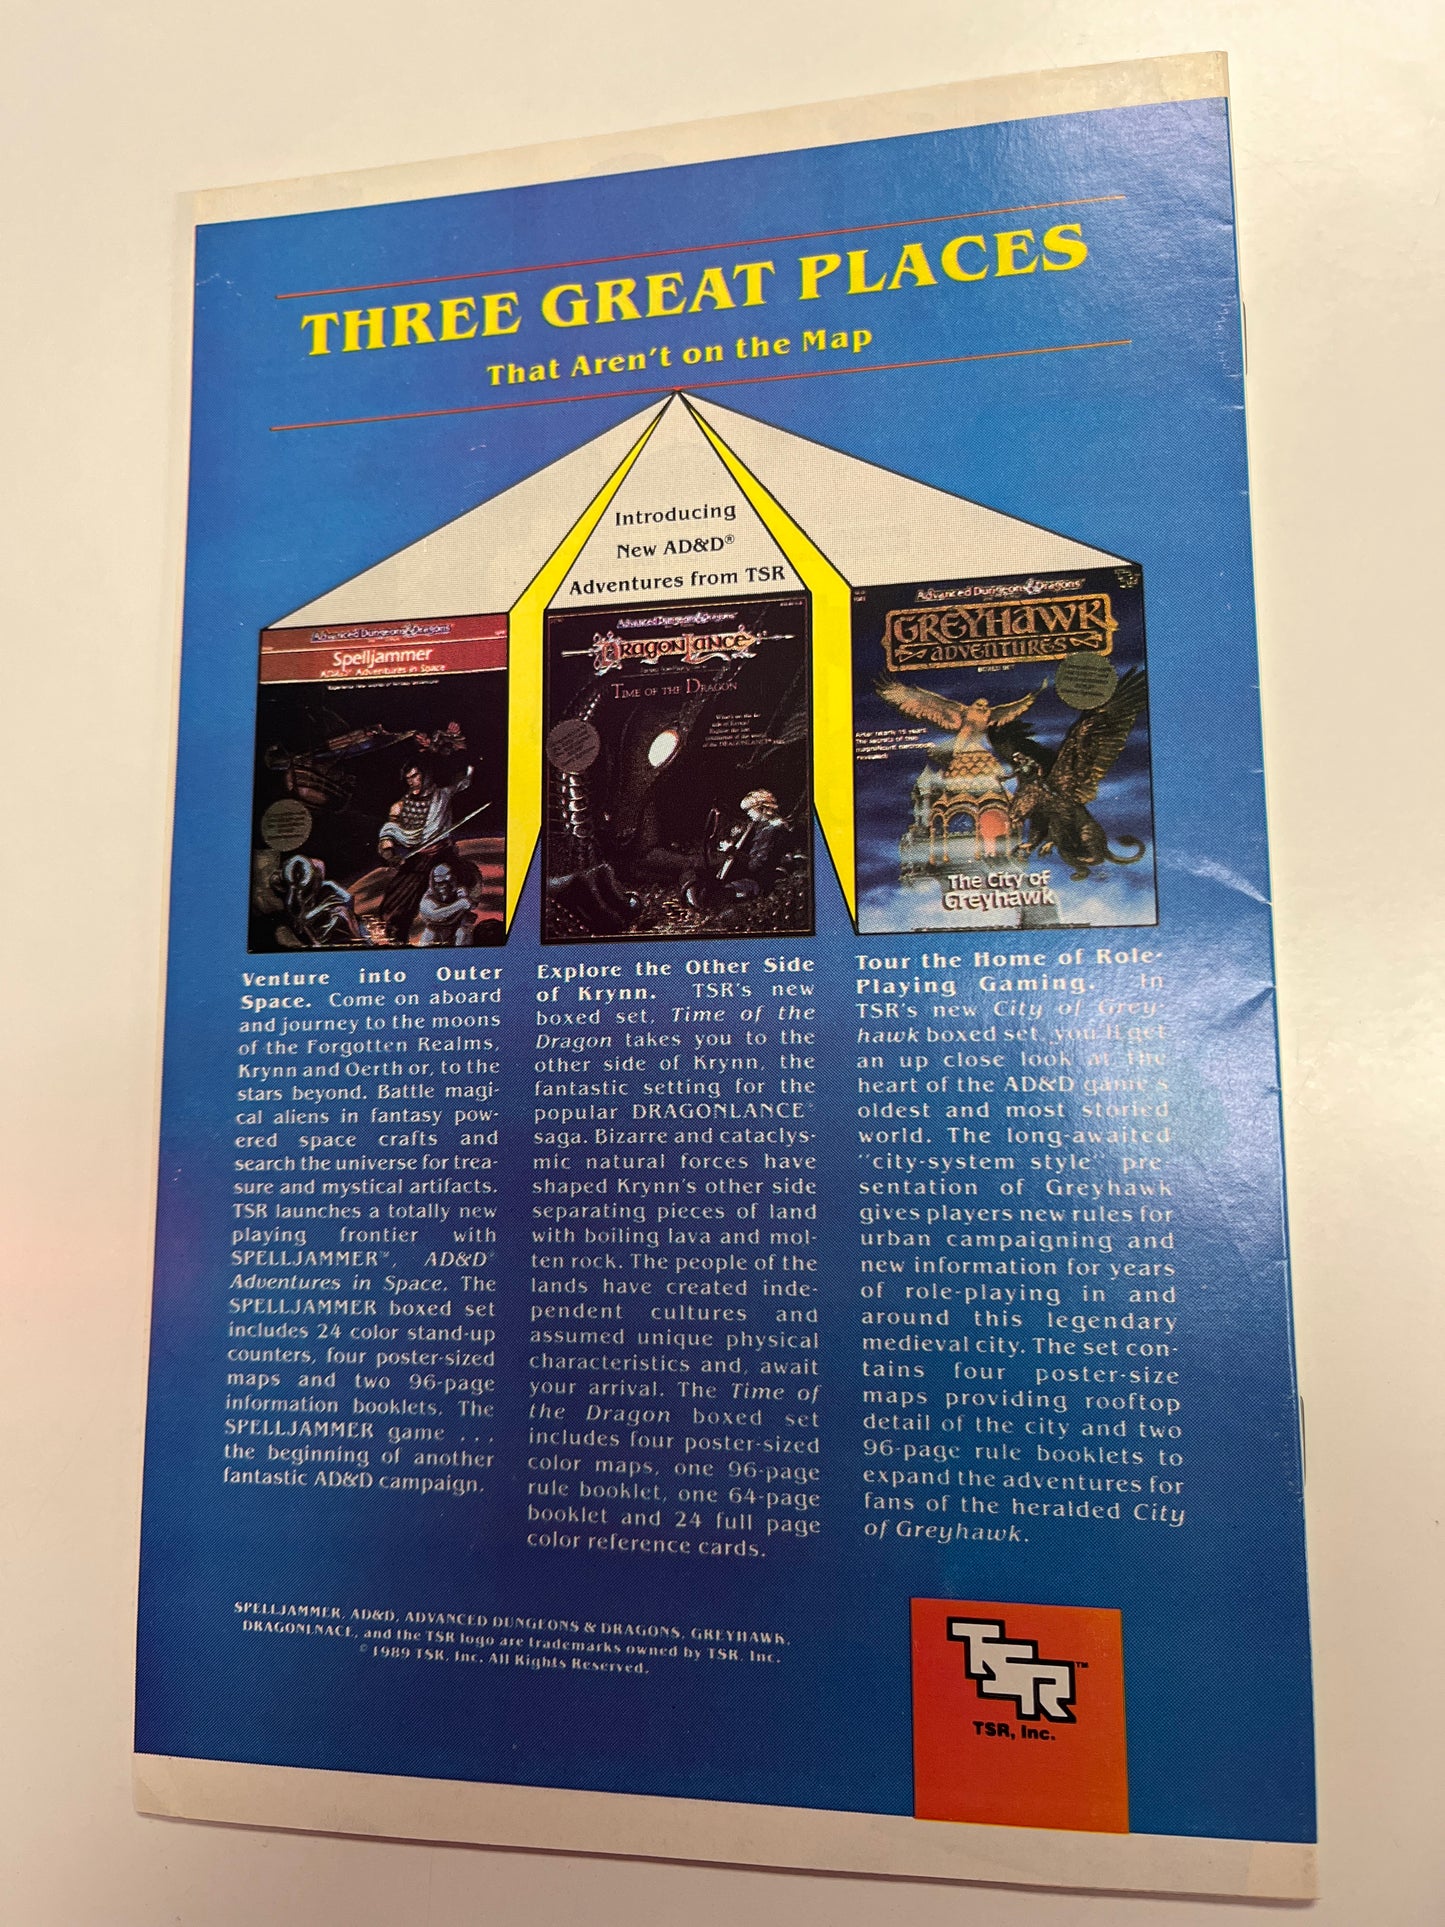 THREE GREAT PLACES
That Aren't on the Map
Introducing
New AD&D®
Adventures from TSR
Advanced Dungeons & Dragons
Spelljammer
AD&D Adventures in Space
Advanced Dungeons & Dragons
DRAGONLANCE
TIME OF THE DRAGON
Advanced Dungeons & Dragons
GREYHAWK
ADVENTURES
After nearly 15 years
The secrets of this
magnificent metropolis
revealed!
The City of
Greyhawk
Venture into Outer
Space. Come on aboard
and journey to the moons
of the Forgotten Realms,
Krynn and Oerth or, to the
stars beyond. Battle magi-
cal aliens in fantasy pow-
ered space crafts and
search the universe for trea-
sure and mystical artifacts.
TSR launches a totally new
playing frontier with
SPELLJAMMER™, AD&D®
Adventures in Space. The
SPELLJAMMER boxed set
includes 24 color stand-up
counters, four poster-sized
maps and two 96-page
information booklets. The
SPELLJAMMER game . . .
the beginning of another
fantastic AD&D campaign.
Explore the Other Side
of Krynn. TSR's new
boxed set, Time of the
Dragon takes you to the
other side of Krynn, the
fantastic setting for the
popular DRAGONLANCE®
saga. Bizarre and cataclys-
mic natural forces have
shaped Krynn's other side
separating pieces of land
with boiling lava and mol-
ten rock. The people of the
lands have created inde-
pendent cultures and
assumed unique physical
characteristics and, await
your arrival. The Time of
the Dragon boxed set
includes four poster-sized
color maps, one 96-page
rule booklet, one 64-page
booklet and 24 full page
color reference cards.
Tour the Home of Role-
Playing Gaming. In
TSR's new City of Grey-
hawk boxed set, you'll get
an up close look at the
heart of the AD&D game's
oldest and most storied
world. The long-awaited
"city-system style" pre-
sentation of Greyhawk
gives players new rules for
urban campaigning and
new information for years
of role-playing in and
around this legendary
medieval city. The set con-
tains four poster-size
maps providing rooftop
detail of the city and two
96-page rule booklets to
expand the adventures for
fans of the heralded City
of Greyhawk.
SPELLJAMMER, AD&D, ADVANCED DUNGEONS & DRAGONS, GREYHAWK,
DRAGONLNACE, and the TSR logo are trademarks owned by TSR, Inc.
© 1989 TSR, Inc. All Rights Reserved.
TSR™
TSR, Inc.